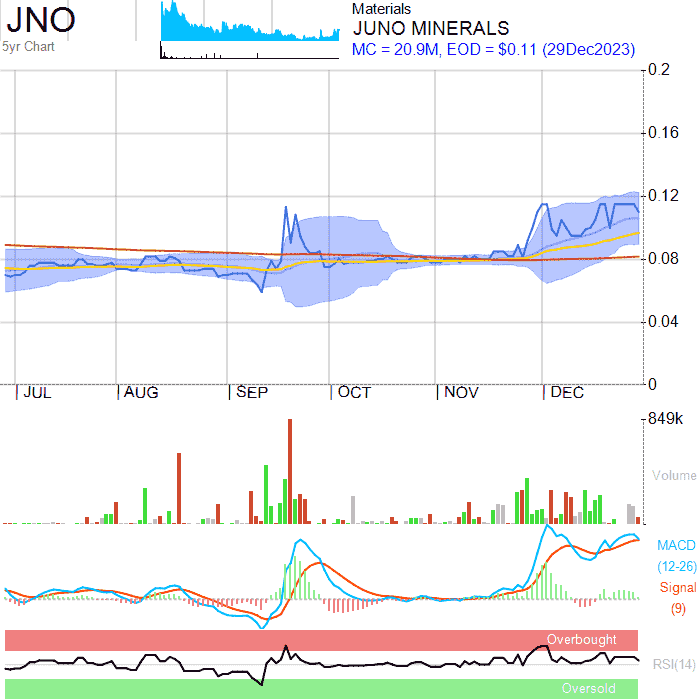 JNO
5yr Chart
Materials
JUNO MINERALS
MC = 20.9M, EOD = $0.11 (29Dec2023)
0.2
0.16
0.12
0.08
0.04
0
JUL AUG SEP OCT NOV DEC
849k
Volume
MACD
(12-26)
Signal
(9)
Overbought
RSI(14)
Oversold